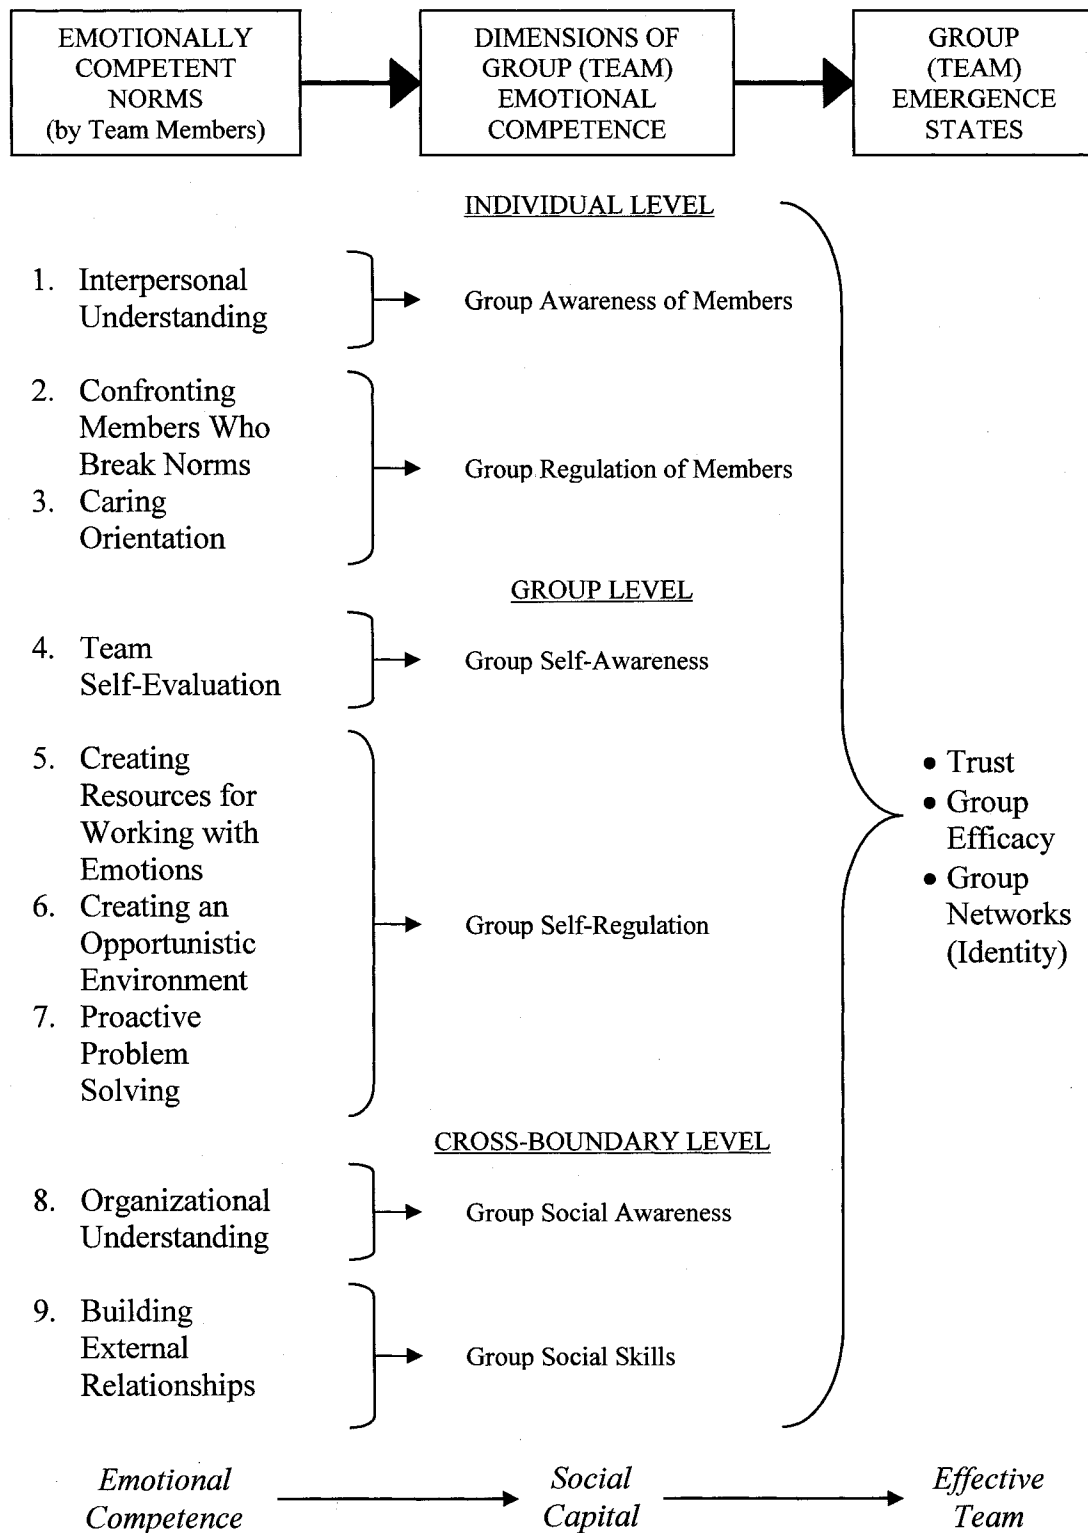 EMOTIONALLY
COMPETENT
NORMS
(by Team Members)
DIMENSIONS OF
GROUP (TEAM)
EMOTIONAL
COMPETENCE
GROUP
(TEAM)
EMERGENCE
STATES
INDIVIDUAL LEVEL
1. Interpersonal
Understanding
Group Awareness of Members
2. Confronting
Members Who
Break Norms
3. Caring
Orientation
Group Regulation of Members
GROUP LEVEL
4. Team
Self-Evaluation
Group Self-Awareness
5. Creating
Resources for
Working with
Emotions
6. Creating an
Opportunistic
Environment
7. Proactive
Problem
Solving
Group Self-Regulation
CROSS-BOUNDARY LEVEL
8. Organizational
Understanding
Group Social Awareness
9. Building
External
Relationships
Group Social Skills
• Trust
• Group
Efficacy
• Group
Networks
(Identity)
Emotional
Competence
Social
Capital
Effective
Team